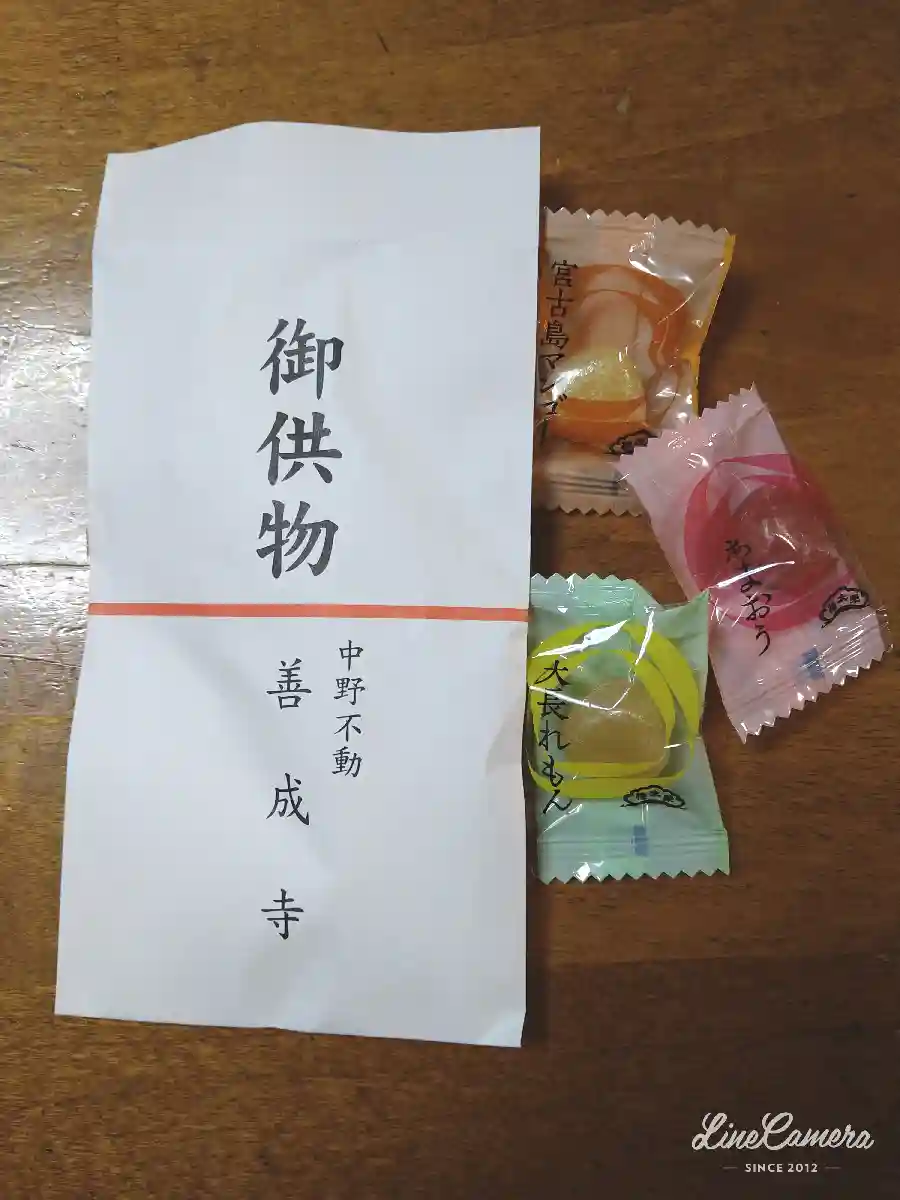 御供物
中野不動
善成寺
宮古島マンゴー
あまおう
大長れもん
LineCamera
SINCE 2012